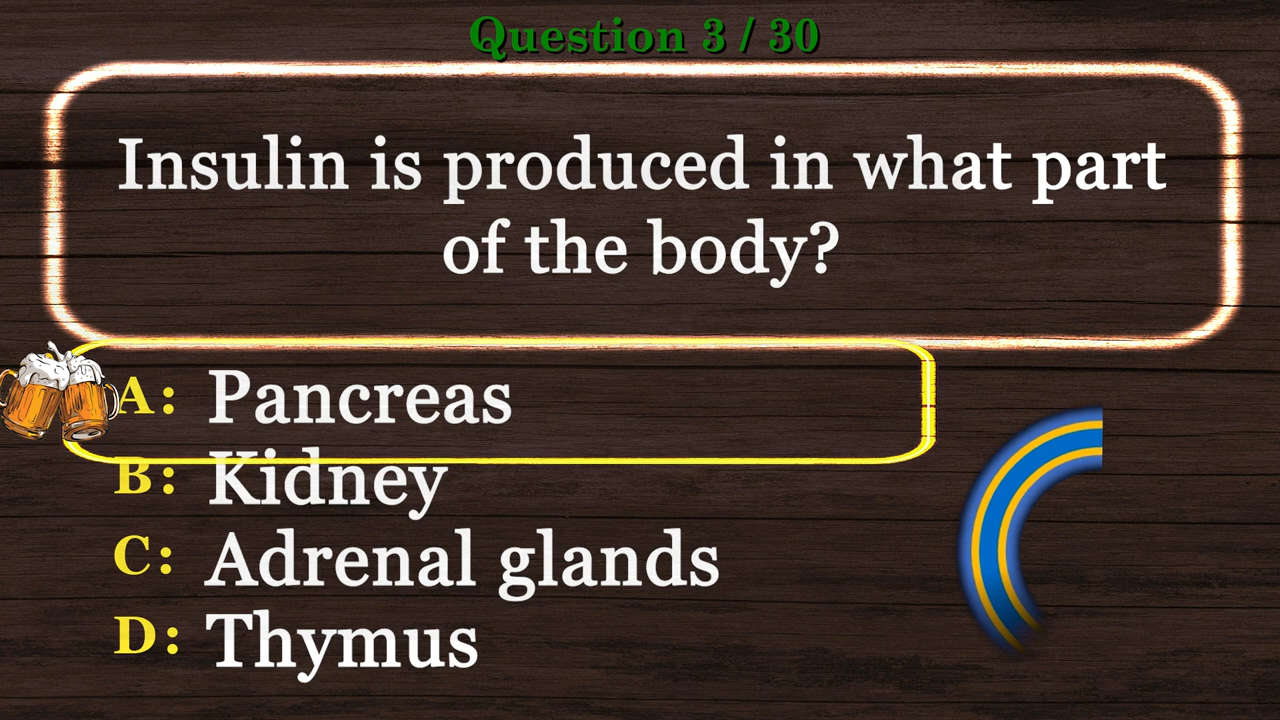 Question 3 / 30
Insulin is produced in what part
of the body?
A: Pancreas
B: Kidney
C: Adrenal glands
D: Thymus